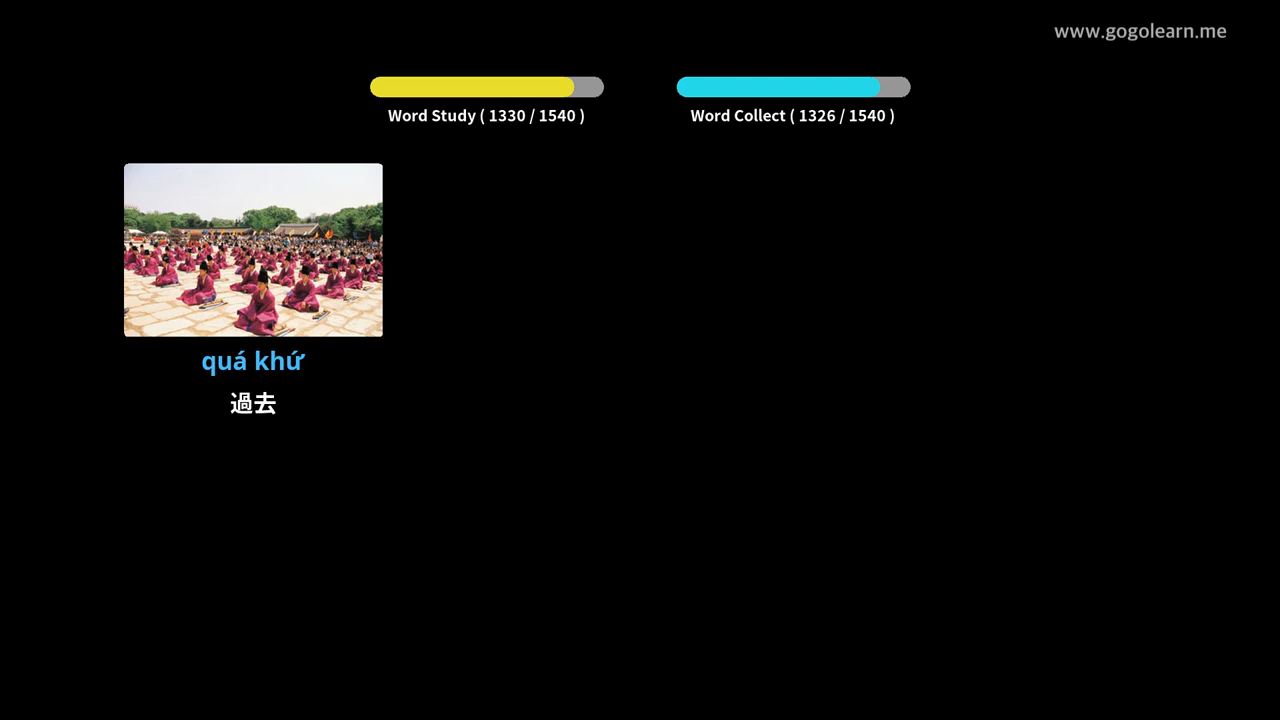 www.gogolearn.me
Word Study ( 1330 / 1540 )
Word Collect ( 1326 / 1540 )
quá khứ
過去